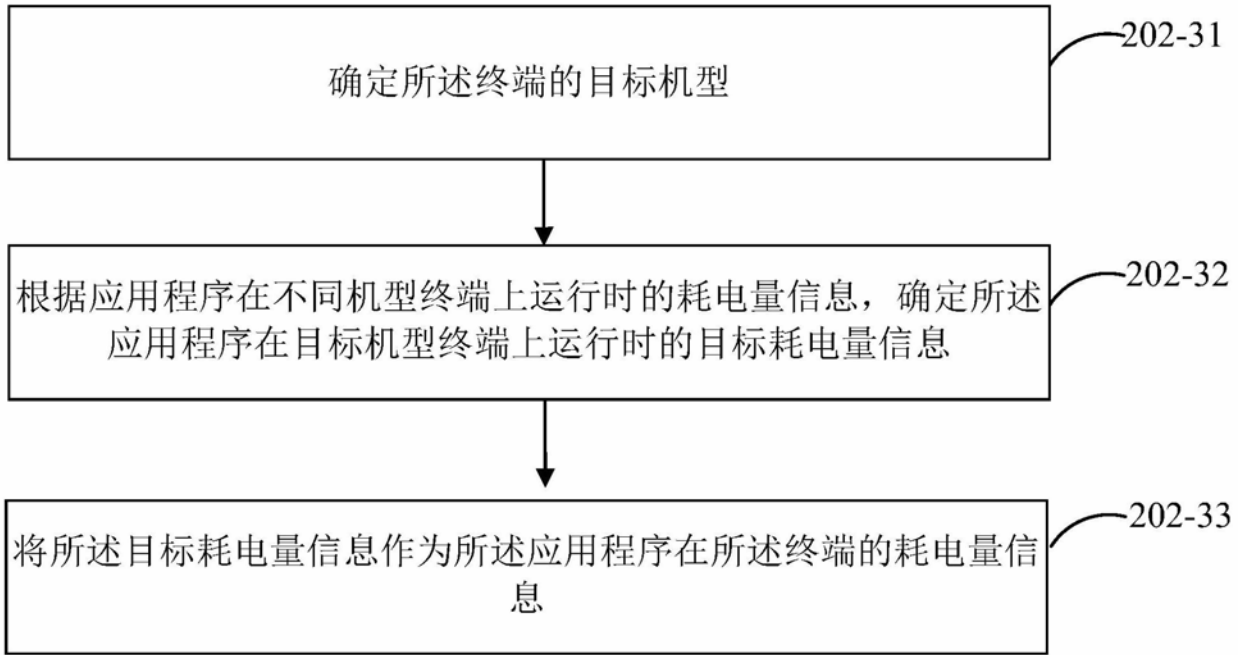 202-31
确定所述终端的目标机型
202-32
根据应用程序在不同机型终端上运行时的耗电量信息，确定所述
应用程序在目标机型终端上运行时的目标耗电量信息
202-33
将所述目标耗电量信息作为所述应用程序在所述终端的耗电量信
息